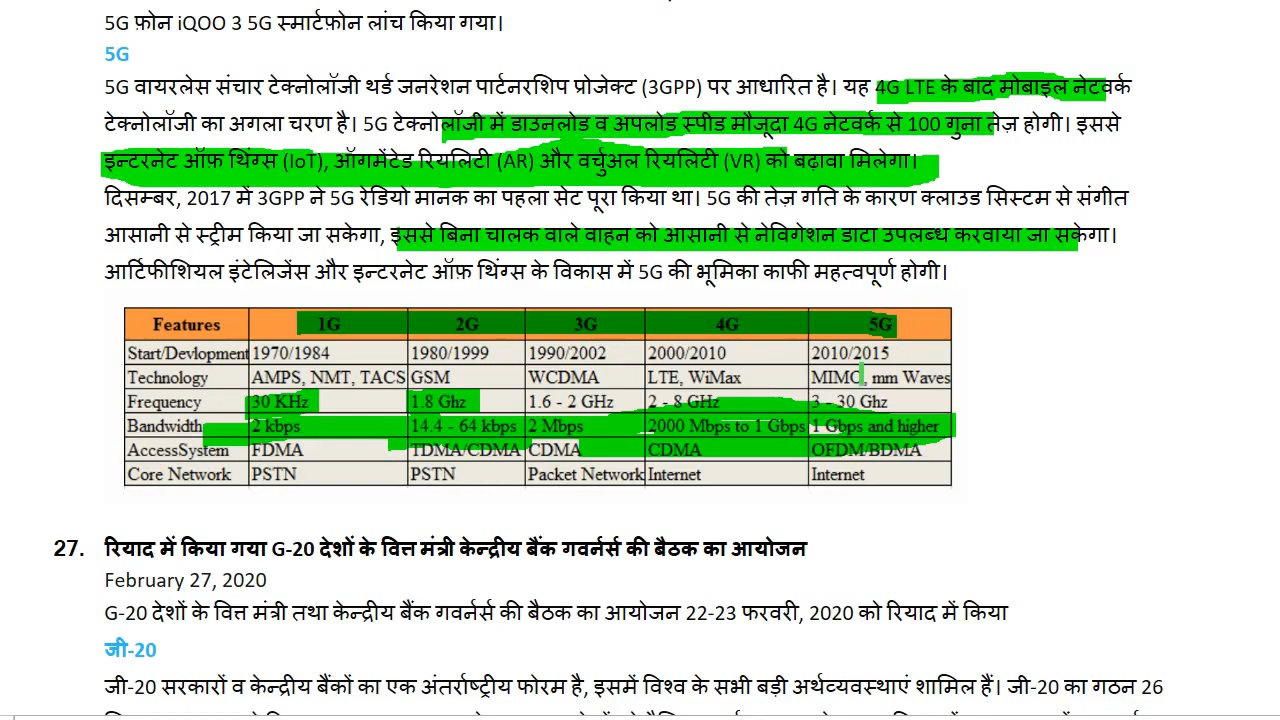 5G फ़ोन iQOO 3 5G स्मार्टफ़ोन लांच किया गया।
5G
5G वायरलेस संचार टेक्नोलॉजी थर्ड जनरेशन पार्टनरशिप प्रोजेक्ट (3GPP) पर आधारित है। यह 4G LTE के बाद मोबाइल नेटवर्क
टेक्नोलॉजी का अगला चरण है। 5G टेक्नोलॉजी में डाउनलोड व अपलोड स्पीड मौजूदा 4G नेटवर्क से 100 गुना तेज़ होगी। इससे
इन्टरनेट ऑफ़ थिंग्स (IoT), ऑगमेंटेड रियलिटी (AR) और वर्चुअल रियलिटी (VR) को बढ़ावा मिलेगा।
दिसम्बर, 2017 में 3GPP ने 5G रेडियो मानक का पहला सेट पूरा किया था। 5G की तेज़ गति के कारण क्लाउड सिस्टम से संगीत
आसानी से स्ट्रीम किया जा सकेगा, इससे बिना चालक वाले वाहन को आसानी से नेविगेशन डाटा उपलब्ध करवाया जा सकेगा।
आर्टिफीशियल इंटेलिजेंस और इन्टरनेट ऑफ़ थिंग्स के विकास में 5G की भूमिका काफी महत्वपूर्ण होगी।
Features 1G 2G 3G 4G 5G
Start/Devlopment 1970/1984 1980/1999 1990/2002 2000/2010 2010/2015
Technology AMPS, NMT, TACS GSM WCDMA LTE, WiMax MIMO, mm Waves
Frequency 30 KHz 1.8 Ghz 1.6 - 2 GHz 2 - 8 GHz 3 - 30 Ghz
Bandwidth 2 kbps 14.4 - 64 kbps 2 Mbps 2000 Mbps to 1 Gbps 1 Gbps and higher
AccessSystem FDMA TDMA/CDMA CDMA CDMA OFDM/BDMA
Core Network PSTN PSTN Packet Network Internet Internet
27. रियाद में किया गया G-20 देशों के वित्त मंत्री केन्द्रीय बैंक गवर्नर्स की बैठक का आयोजन
February 27, 2020
G-20 देशों के वित्त मंत्री तथा केन्द्रीय बैंक गवर्नर्स की बैठक का आयोजन 22-23 फरवरी, 2020 को रियाद में किया
जी-20
जी-20 सरकारों व केन्द्रीय बैंकों का एक अंतर्राष्ट्रीय फोरम है, इसमें विश्व के सभी बड़ी अर्थव्यवस्थाएं शामिल हैं। जी-20 का गठन 26